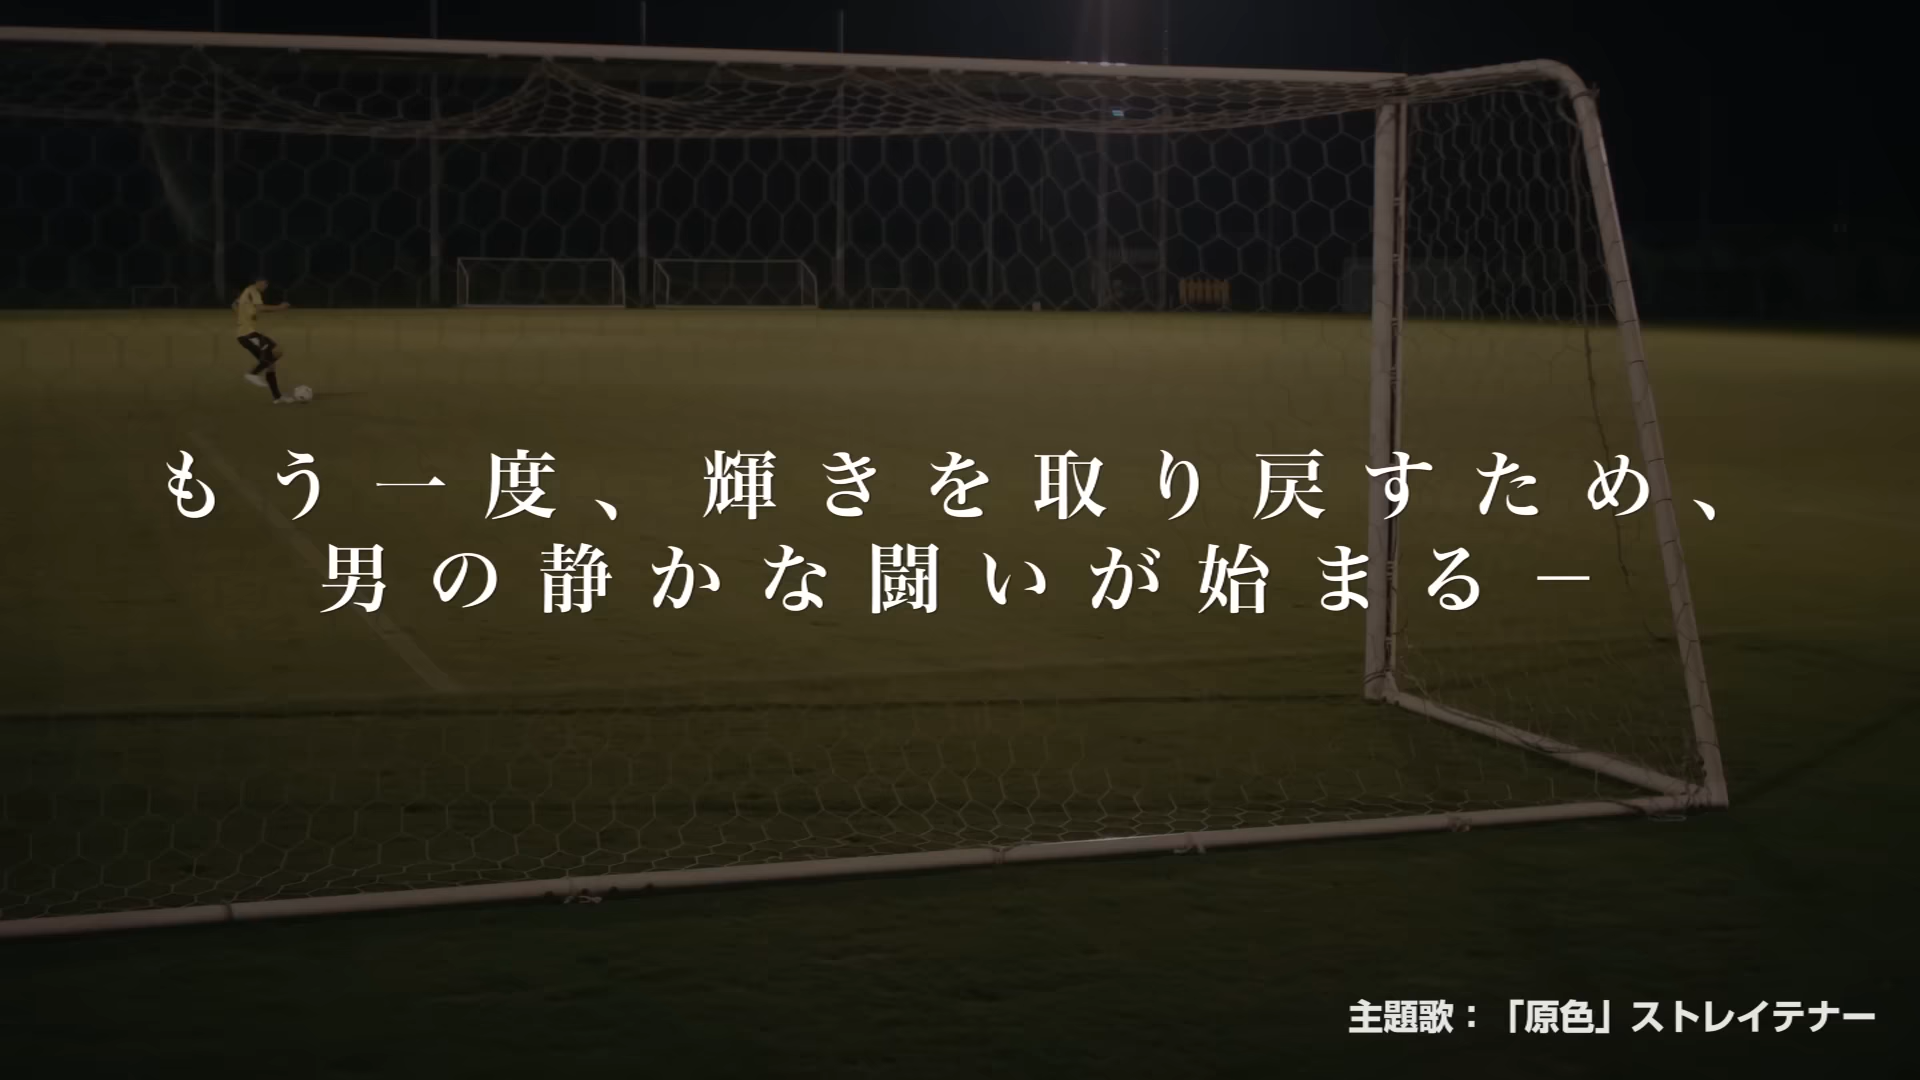 もう一度、輝きを取り戻すため、
男の静かな闘いが始まる―
主題歌：「原色」ストレイテナー